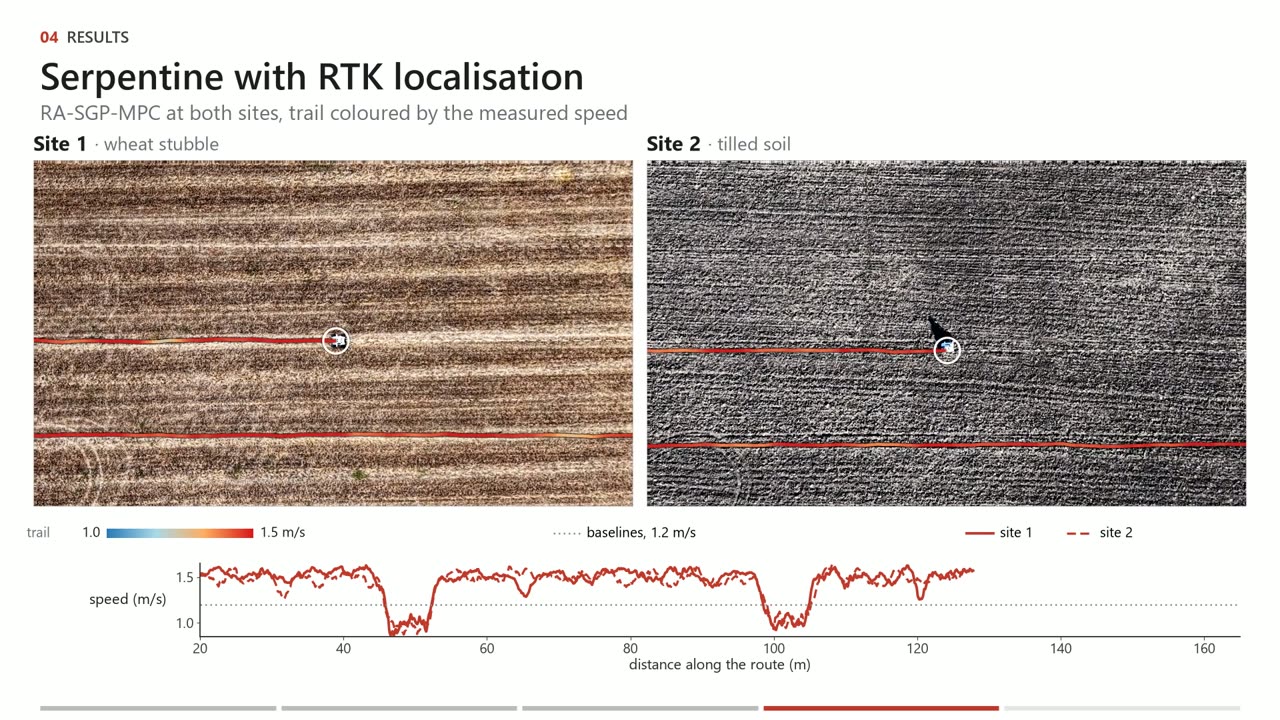 04 RESULTS
Serpentine with RTK localisation
RA-SGP-MPC at both sites, trail coloured by the measured speed
Site 1 · wheat stubble
Site 2 · tilled soil
trail 1.0 1.5 m/s
baselines, 1.2 m/s
site 1 site 2
speed (m/s)
1.5
1.0
20 40 60 80 100 120 140 160
distance along the route (m)